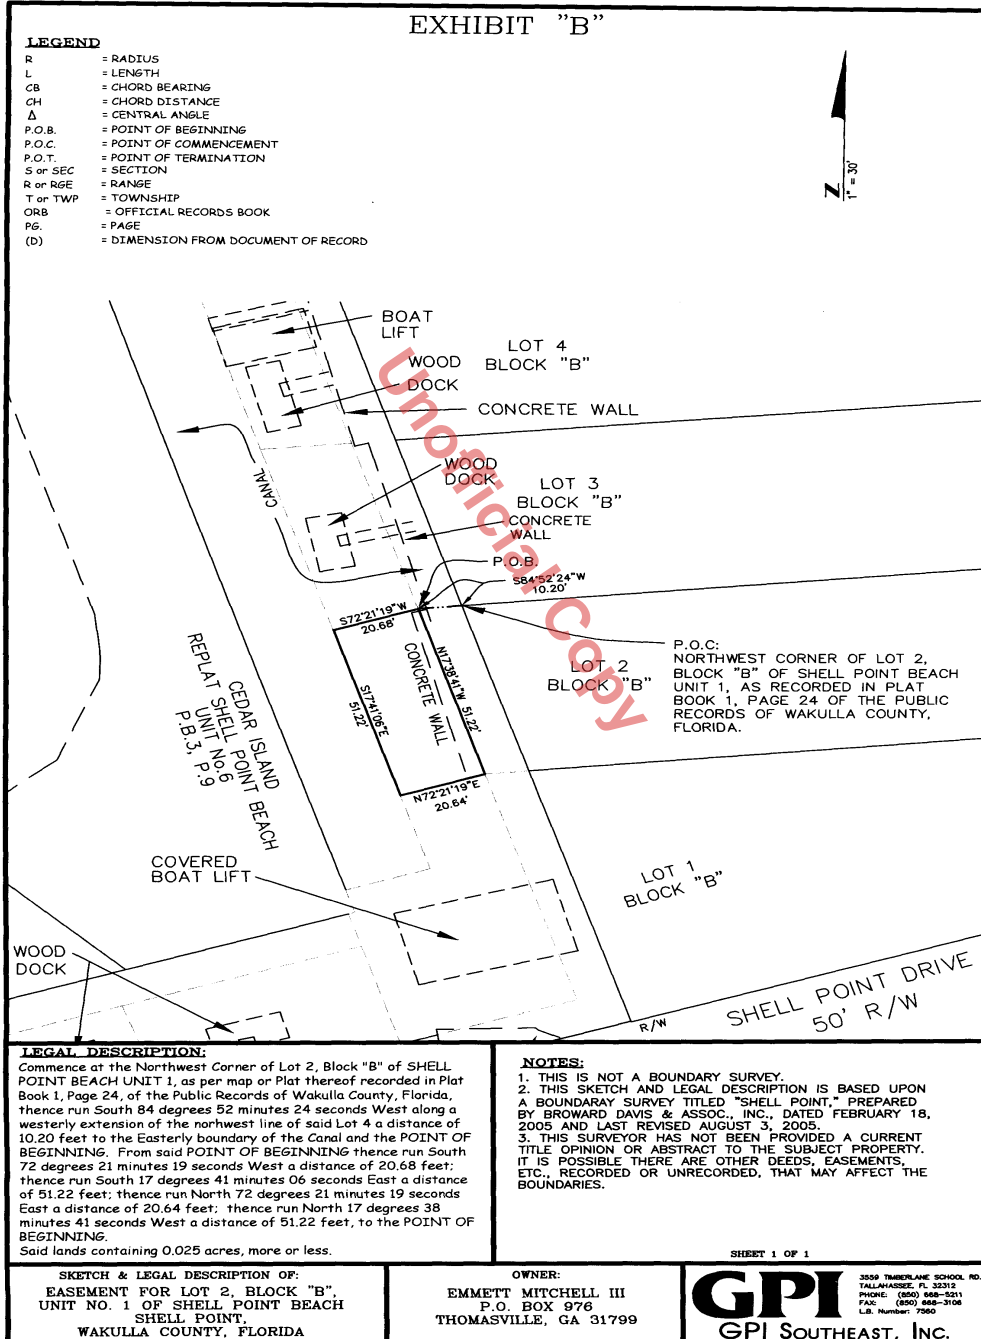 EXHIBIT "B"
LEGEND
R = RADIUS
L = LENGTH
CB = CHORD BEARING
CH = CHORD DISTANCE
Δ = CENTRAL ANGLE
P.O.B. = POINT OF BEGINNING
P.O.C. = POINT OF COMMENCEMENT
P.O.T. = POINT OF TERMINATION
S or SEC = SECTION
R or RGE = RANGE
T or TWP = TOWNSHIP
ORB = OFFICIAL RECORDS BOOK
PG. = PAGE
(D) = DIMENSION FROM DOCUMENT OF RECORD
N
1" = 30'
BOAT
LIFT
LOT 4
BLOCK "B"
WOOD
DOCK
CONCRETE WALL
WOOD
DOCK
CANAL
LOT 3
BLOCK "B"
CONCRETE
WALL
P.O.B.
S84°52'24"W
10.20'
S72°21'19"W
20.68'
CONCRETE WALL
N17°38'41"W 51.22'
S17°41'06"E
51.22'
N72°21'19"E
20.64'
LOT 2
BLOCK "B"
P.O.C:
NORTHWEST CORNER OF LOT 2,
BLOCK "B" OF SHELL POINT BEACH
UNIT 1, AS RECORDED IN PLAT
BOOK 1, PAGE 24 OF THE PUBLIC
RECORDS OF WAKULLA COUNTY,
FLORIDA.
CEDAR ISLAND
REPLAT SHELL POINT BEACH
UNIT No.6
P.B.3, P.9
COVERED
BOAT LIFT
LOT 1
BLOCK "B"
WOOD
DOCK
R/W
SHELL POINT DRIVE
50' R/W
Unofficial Copy
LEGAL DESCRIPTION:
Commence at the Northwest Corner of Lot 2, Block "B" of SHELL
POINT BEACH UNIT 1, as per map or Plat thereof recorded in Plat
Book 1, Page 24, of the Public Records of Wakulla County, Florida,
thence run South 84 degrees 52 minutes 24 seconds West along a
westerly extension of the norhwest line of said Lot 4 a distance of
10.20 feet to the Easterly boundary of the Canal and the POINT OF
BEGINNING. From said POINT OF BEGINNING thence run South
72 degrees 21 minutes 19 seconds West a distance of 20.68 feet;
thence run South 17 degrees 41 minutes 06 seconds East a distance
of 51.22 feet; thence run North 72 degrees 21 minutes 19 seconds
East a distance of 20.64 feet; thence run North 17 degrees 38
minutes 41 seconds West a distance of 51.22 feet, to the POINT OF
BEGINNING.
Said lands containing 0.025 acres, more or less.
NOTES:
1. THIS IS NOT A BOUNDARY SURVEY.
2. THIS SKETCH AND LEGAL DESCRIPTION IS BASED UPON
A BOUNDARAY SURVEY TITLED "SHELL POINT," PREPARED
BY BROWARD DAVIS & ASSOC., INC., DATED FEBRUARY 18,
2005 AND LAST REVISED AUGUST 3, 2005.
3. THIS SURVEYOR HAS NOT BEEN PROVIDED A CURRENT
TITLE OPINION OR ABSTRACT TO THE SUBJECT PROPERTY.
IT IS POSSIBLE THERE ARE OTHER DEEDS, EASEMENTS,
ETC., RECORDED OR UNRECORDED, THAT MAY AFFECT THE
BOUNDARIES.
SHEET 1 OF 1
SKETCH & LEGAL DESCRIPTION OF:
EASEMENT FOR LOT 2, BLOCK "B",
UNIT NO. 1 OF SHELL POINT BEACH
SHELL POINT,
WAKULLA COUNTY, FLORIDA
OWNER:
EMMETT MITCHELL III
P.O. BOX 976
THOMASVILLE, GA 31799
GPI
3559 TIMBERLANE SCHOOL RD.
TALLAHASSEE, FL 32312
PHONE: (850) 668-5211
FAX: (850) 668-3106
L.B. Number: 7560
GPI SOUTHEAST, INC.